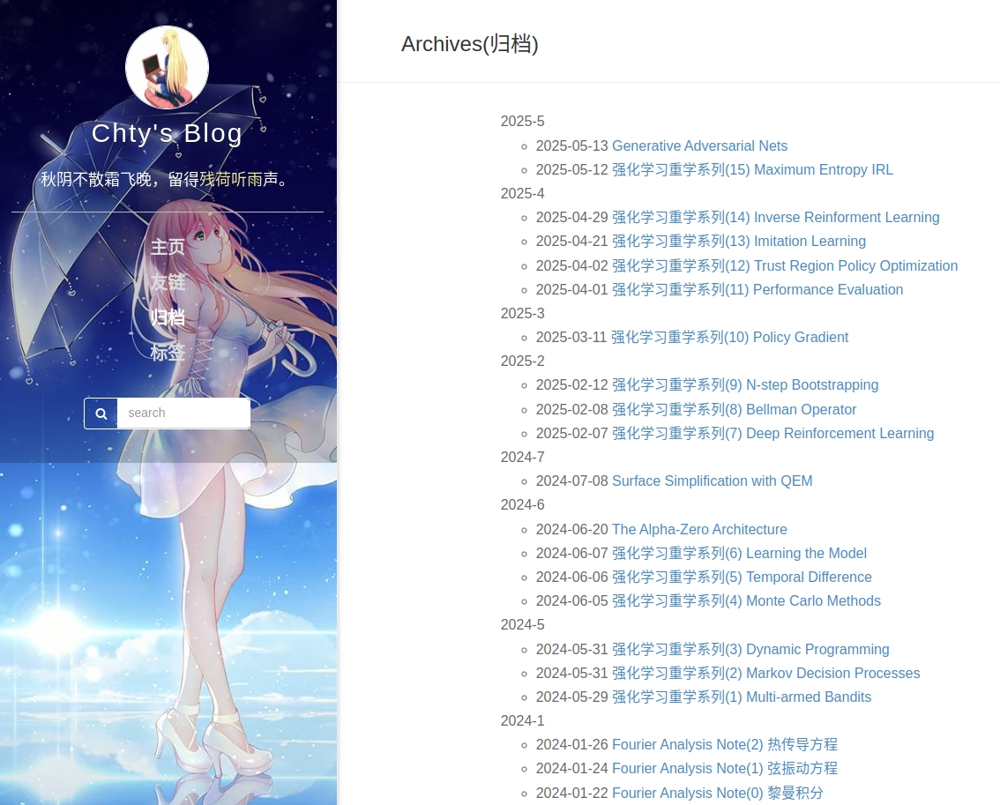 Chty's Blog
秋阴不散霜飞晚，留得残荷听雨声。
主页
友链
归档
标签
search
Archives(归档)
2025-5
2025-05-13 Generative Adversarial Nets
2025-05-12 强化学习重学系列(15) Maximum Entropy IRL
2025-4
2025-04-29 强化学习重学系列(14) Inverse Reinforment Learning
2025-04-21 强化学习重学系列(13) Imitation Learning
2025-04-02 强化学习重学系列(12) Trust Region Policy Optimization
2025-04-01 强化学习重学系列(11) Performance Evaluation
2025-3
2025-03-11 强化学习重学系列(10) Policy Gradient
2025-2
2025-02-12 强化学习重学系列(9) N-step Bootstrapping
2025-02-08 强化学习重学系列(8) Bellman Operator
2025-02-07 强化学习重学系列(7) Deep Reinforcement Learning
2024-7
2024-07-08 Surface Simplification with QEM
2024-6
2024-06-20 The Alpha-Zero Architecture
2024-06-07 强化学习重学系列(6) Learning the Model
2024-06-06 强化学习重学系列(5) Temporal Difference
2024-06-05 强化学习重学系列(4) Monte Carlo Methods
2024-5
2024-05-31 强化学习重学系列(3) Dynamic Programming
2024-05-31 强化学习重学系列(2) Markov Decision Processes
2024-05-29 强化学习重学系列(1) Multi-armed Bandits
2024-1
2024-01-26 Fourier Analysis Note(2) 热传导方程
2024-01-24 Fourier Analysis Note(1) 弦振动方程
2024-01-22 Fourier Analysis Note(0) 黎曼积分